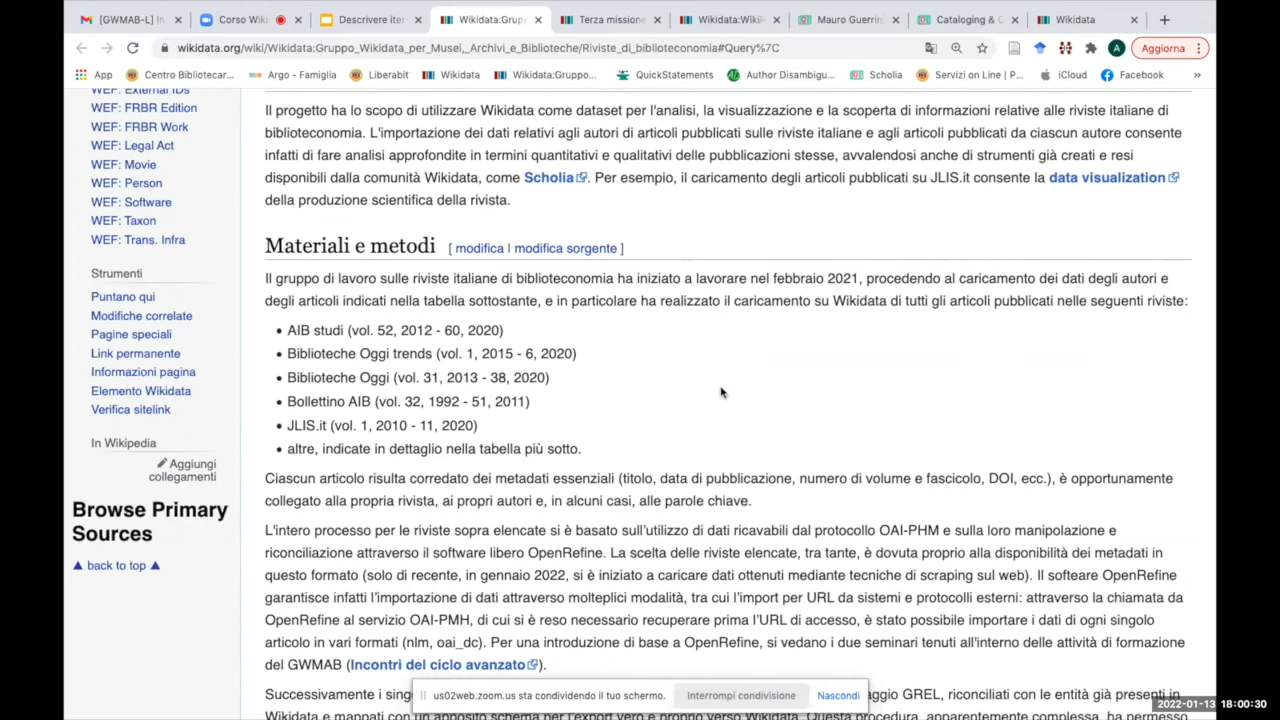 [GWMAB-L] In
Corso Wiki
Descrivere iter
Wikidata:Grup
Terza missione
Wikidata:Wiki
Mauro Guerrini
Cataloging & C
Wikidata
wikidata.org/wiki/Wikidata:Gruppo_Wikidata_per_Musei,_Archivi_e_Biblioteche/Riviste_di_biblioteconomia#Query%7C
A
Aggiorna
App
Centro Bibliotecar...
Argo - Famiglia
Liberabit
Wikidata
Wikidata:Gruppo...
QuickStatements
Author Disambigu...
Scholia
Servizi on Line | P...
iCloud
Facebook
»
WEF: External IDs
WEF: FRBR Edition
WEF: FRBR Work
WEF: Legal Act
WEF: Movie
WEF: Person
WEF: Software
WEF: Taxon
WEF: Trans. Infra
Strumenti
Puntano qui
Modifiche correlate
Pagine speciali
Link permanente
Informazioni pagina
Elemento Wikidata
Verifica sitelink
In Wikipedia
Aggiungi
collegamenti
Browse Primary
Sources
▲ back to top ▲
Il progetto ha lo scopo di utilizzare Wikidata come dataset per l'analisi, la visualizzazione e la scoperta di informazioni relative alle riviste italiane di
biblioteconomia. L'importazione dei dati relativi agli autori di articoli pubblicati sulle riviste italiane e agli articoli pubblicati da ciascun autore consente
infatti di fare analisi approfondite in termini quantitativi e qualitativi delle pubblicazioni stesse, avvalendosi anche di strumenti già creati e resi
disponibili dalla comunità Wikidata, come Scholia. Per esempio, il caricamento degli articoli pubblicati su JLIS.it consente la data visualization
della produzione scientifica della rivista.
Materiali e metodi [ modifica | modifica sorgente ]
Il gruppo di lavoro sulle riviste italiane di biblioteconomia ha iniziato a lavorare nel febbraio 2021, procedendo al caricamento dei dati degli autori e
degli articoli indicati nella tabella sottostante, e in particolare ha realizzato il caricamento su Wikidata di tutti gli articoli pubblicati nelle seguenti riviste:
• AIB studi (vol. 52, 2012 - 60, 2020)
• Biblioteche Oggi trends (vol. 1, 2015 - 6, 2020)
• Biblioteche Oggi (vol. 31, 2013 - 38, 2020)
• Bollettino AIB (vol. 32, 1992 - 51, 2011)
• JLIS.it (vol. 1, 2010 - 11, 2020)
• altre, indicate in dettaglio nella tabella più sotto.
Ciascun articolo risulta corredato dei metadati essenziali (titolo, data di pubblicazione, numero di volume e fascicolo, DOI, ecc.), è opportunamente
collegato alla propria rivista, ai propri autori e, in alcuni casi, alle parole chiave.
L'intero processo per le riviste sopra elencate si è basato sull'utilizzo di dati ricavabili dal protocollo OAI-PHM e sulla loro manipolazione e
riconciliazione attraverso il software libero OpenRefine. La scelta delle riviste elencate, tra tante, è dovuta proprio alla disponibilità dei metadati in
questo formato (solo di recente, in gennaio 2022, si è iniziato a caricare dati ottenuti mediante tecniche di scraping sul web). Il softeare OpenRefine
garantisce infatti l'importazione di dati attraverso molteplici modalità, tra cui l'import per URL da sistemi e protocolli esterni: attraverso la chiamata da
OpenRefine al servizio OAI-PMH, di cui si è reso necessario recuperare prima l'URL di accesso, è stato possibile importare i dati di ogni singolo
articolo in vari formati (nlm, oai_dc). Per una introduzione di base a OpenRefine, si vedano i due seminari tenuti all'interno delle attività di formazione
del GWMAB (Incontri del ciclo avanzato).
Successivamente i sing
aggio GREL, riconciliati con le entità già presenti in
us02web.zoom.us sta condividendo il tuo schermo.
Interrompi condivisione
Nascondi
2022-01-13 18:00:30